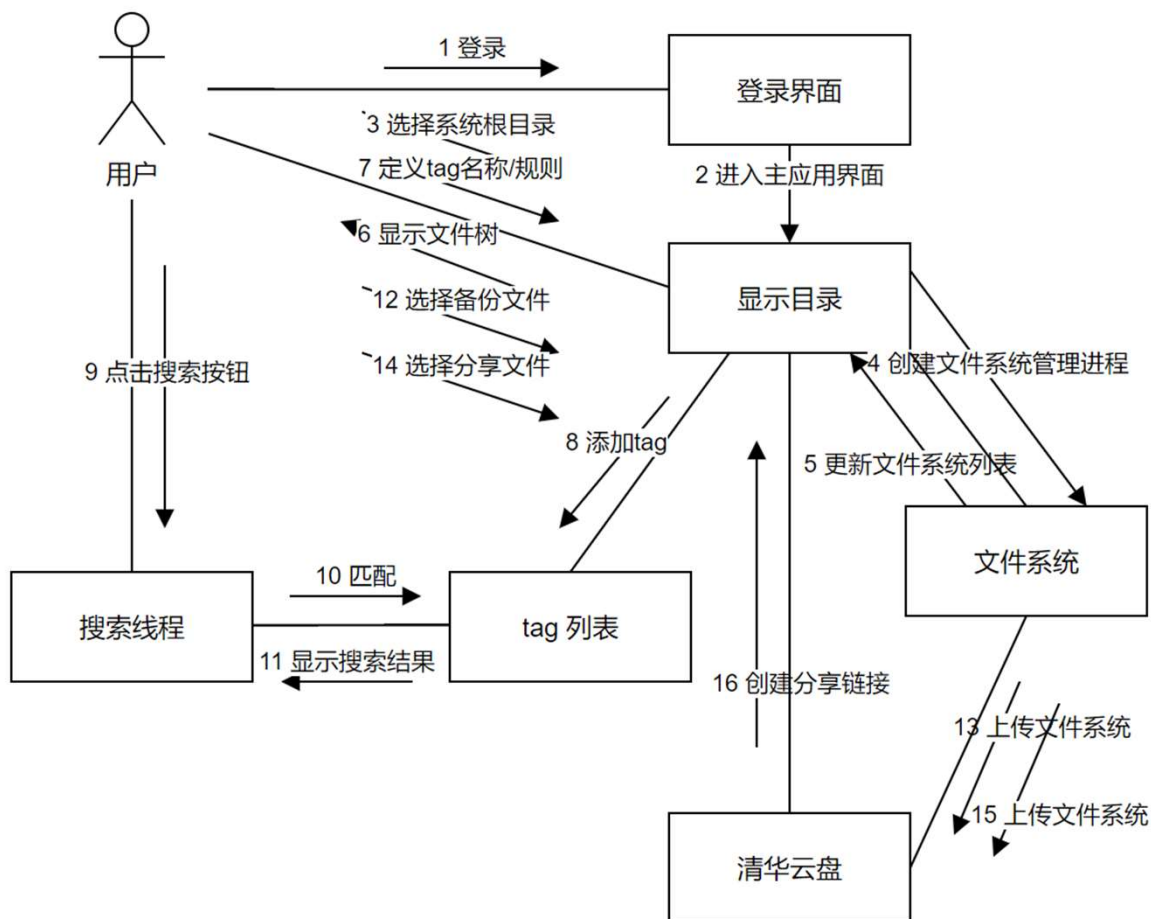 1 登录
登录界面
用户
3 选择系统根目录
7 定义tag名称/规则
2 进入主应用界面
6 显示文件树
显示目录
12 选择备份文件
14 选择分享文件
9 点击搜索按钮
4 创建文件系统管理进程
8 添加tag
5 更新文件系统列表
文件系统
10 匹配
搜索线程
tag 列表
11 显示搜索结果
16 创建分享链接
13 上传文件系统
15 上传文件系统
清华云盘